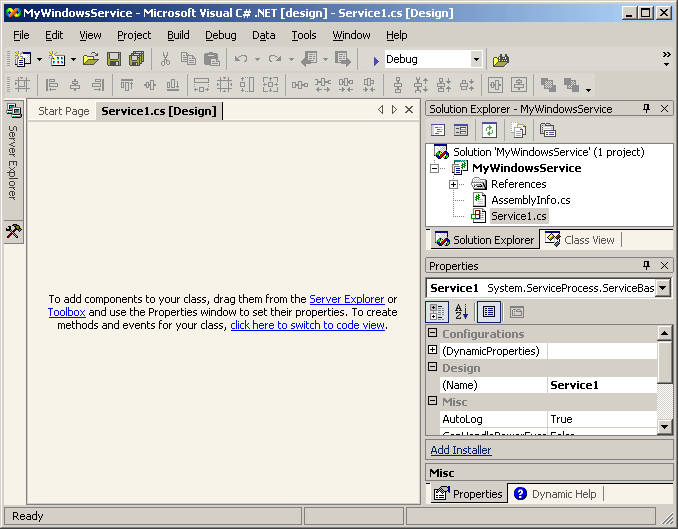 MyWindowsService - Microsoft Visual C# .NET [design] - Service1.cs [Design]
File Edit View Project Build Debug Data Tools Window Help
Debug
Server Explorer
Start Page Service1.cs [Design]
To add components to your class, drag them from the Server Explorer or
Toolbox and use the Properties window to set their properties. To create
methods and events for your class, click here to switch to code view.
Solution Explorer - MyWindowsService
Solution 'MyWindowsService' (1 project)
MyWindowsService
References
AssemblyInfo.cs
Service1.cs
Solution Explorer Class View
Properties
Service1 System.ServiceProcess.ServiceBas
Configurations
(DynamicProperties)
Design
(Name) Service1
Misc
AutoLog True
Add Installer
Misc
Properties Dynamic Help
Ready